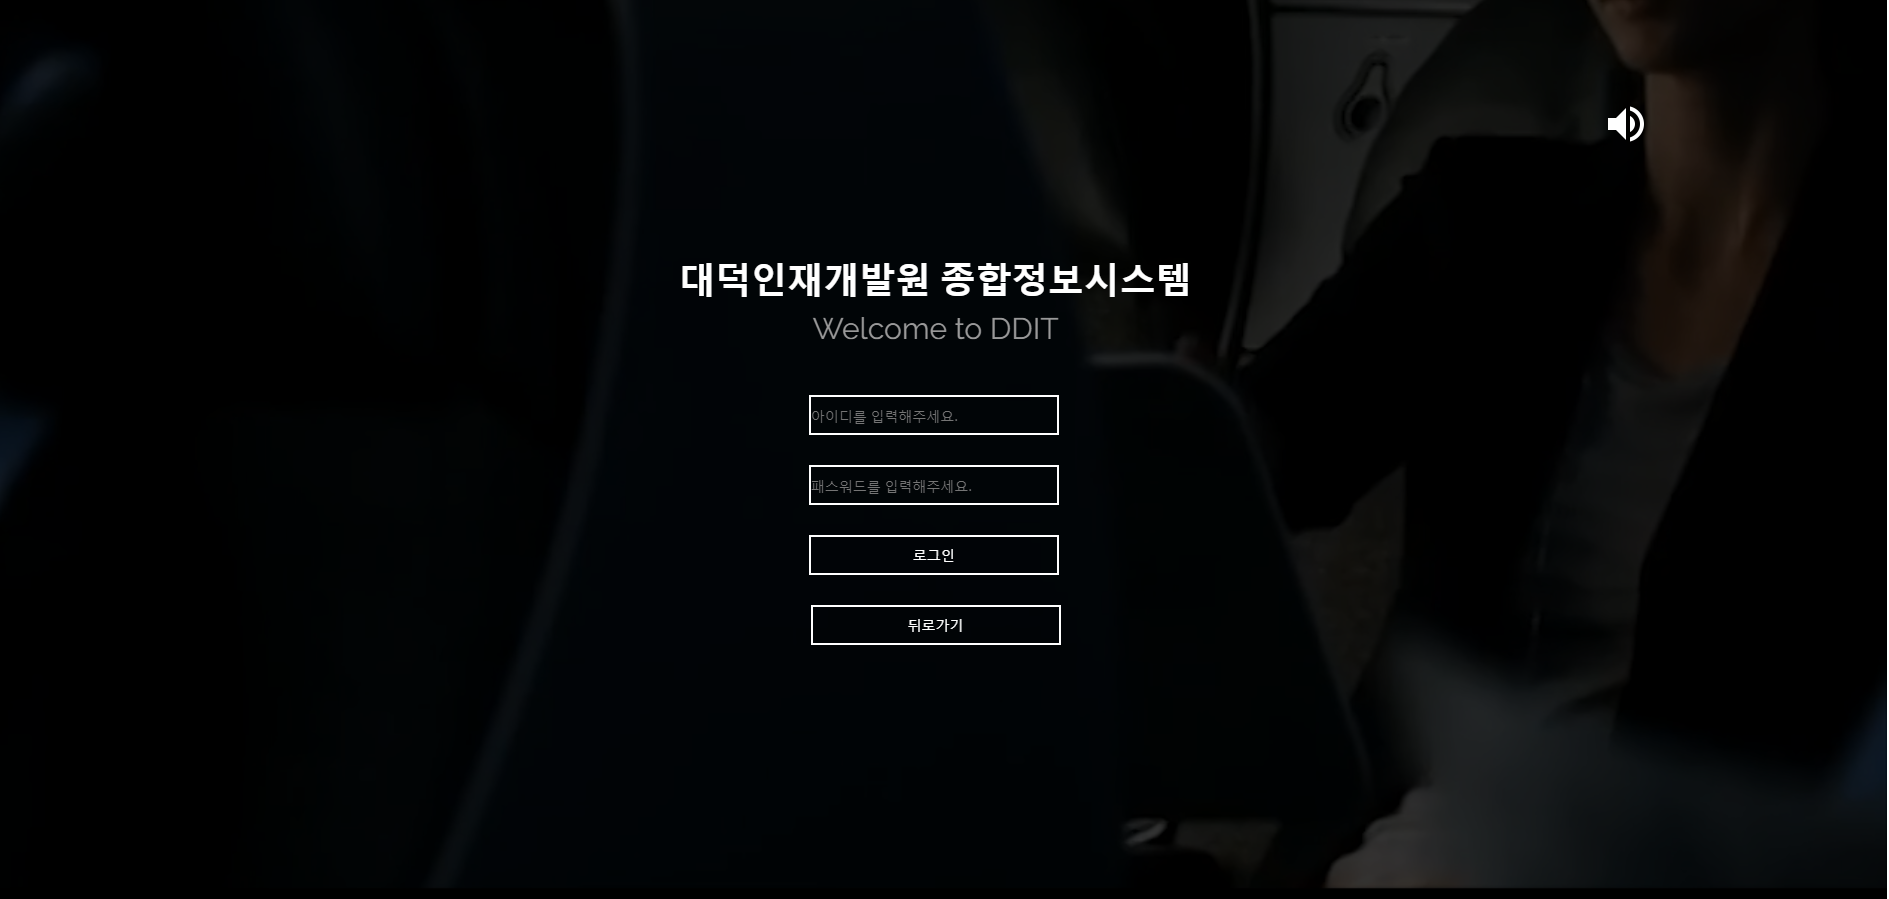 대덕인재개발원 종합정보시스템
Welcome to DDIT
아이디를 입력해주세요.
패스워드를 입력해주세요.
로그인
뒤로가기